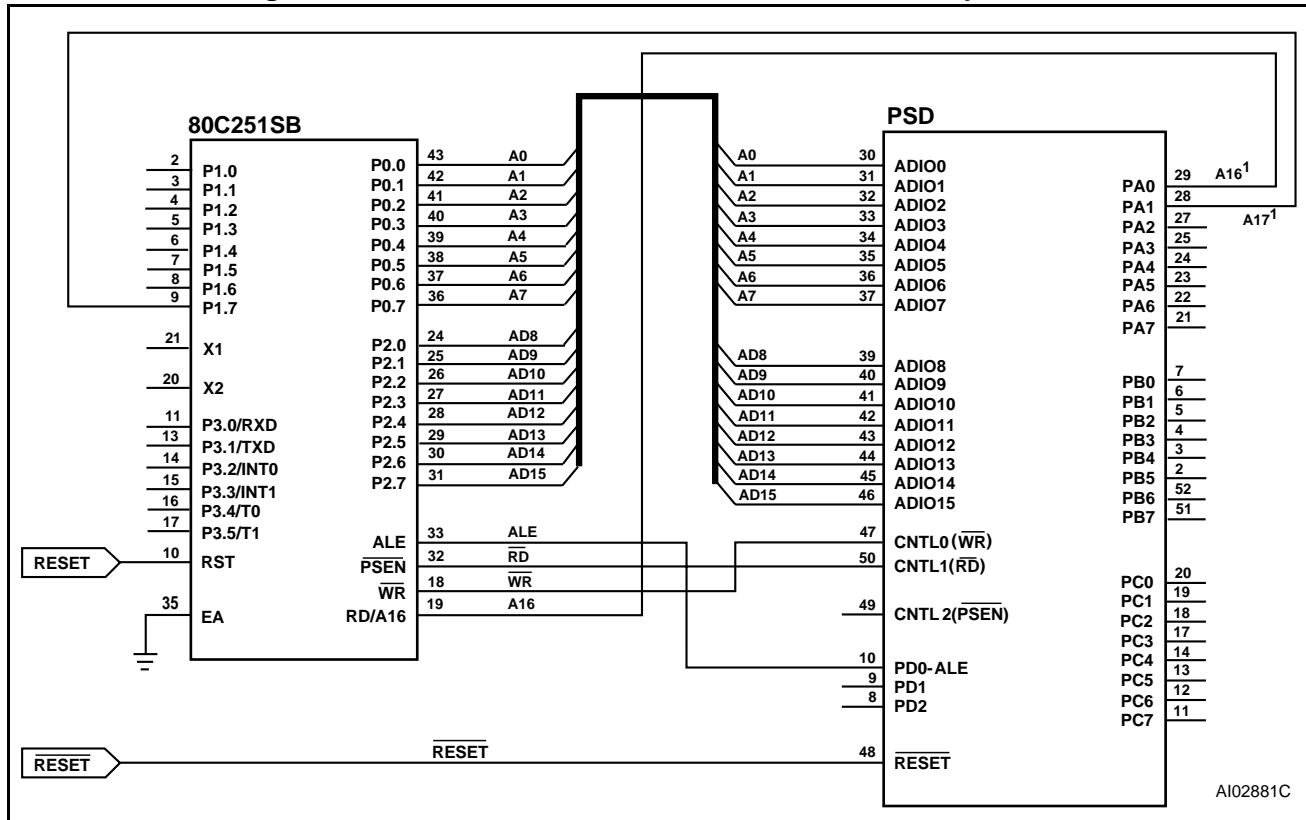 80C251SB
2 P1.0
3 P1.1
4 P1.2
5 P1.3
6 P1.4
7 P1.5
8 P1.6
9 P1.7
21 X1
20 X2
11 P3.0/RXD
13 P3.1/TXD
14 P3.2/INT0
15 P3.3/INT1
16 P3.4/T0
17 P3.5/T1
RESET 10 RST
35 EA
P0.0 43 A0
P0.1 42 A1
P0.2 41 A2
P0.3 40 A3
P0.4 39 A4
P0.5 38 A5
P0.6 37 A6
P0.7 36 A7
P2.0 24 AD8
P2.1 25 AD9
P2.2 26 AD10
P2.3 27 AD11
P2.4 28 AD12
P2.5 29 AD13
P2.6 30 AD14
P2.7 31 AD15
ALE 33 ALE
PSEN 32 RD
WR 18 WR
RD/A16 19 A16
PSD
A0 30 ADIO0
A1 31 ADIO1
A2 32 ADIO2
A3 33 ADIO3
A4 34 ADIO4
A5 35 ADIO5
A6 36 ADIO6
A7 37 ADIO7
AD8 39 ADIO8
AD9 40 ADIO9
AD10 41 ADIO10
AD11 42 ADIO11
AD12 43 ADIO12
AD13 44 ADIO13
AD14 45 ADIO14
AD15 46 ADIO15
47 CNTL0(WR)
50 CNTL1(RD)
49 CNTL2(PSEN)
10 PD0-ALE
9 PD1
8 PD2
RESET RESET 48 RESET
PA0 29 A16¹
PA1 28 A17¹
PA2 27
PA3 25
PA4 24
PA5 23
PA6 22
PA7 21
PB0 7
PB1 6
PB2 5
PB3 4
PB4 3
PB5 2
PB6 52
PB7 51
PC0 20
PC1 19
PC2 18
PC3 17
PC4 14
PC5 13
PC6 12
PC7 11
AI02881C